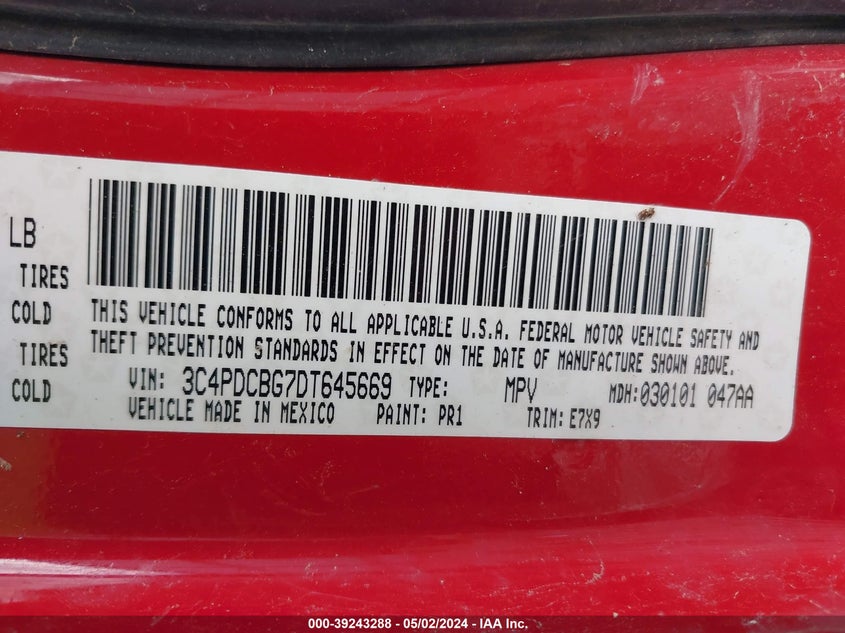 LB
TIRES
COLD
TIRES
COLD
THIS VEHICLE CONFORMS TO ALL APPLICABLE U.S.A. FEDERAL MOTOR VEHICLE SAFETY AND
THEFT PREVENTION STANDARDS IN EFFECT ON THE DATE OF MANUFACTURE SHOWN ABOVE.
VIN: 3C4PDCBG7DT645669 TYPE: MPV MDH:030101 047AA
VEHICLE MADE IN MEXICO PAINT: PR1 TRIM: E7X9
000-39243288 - 05/02/2024 - IAA Inc.